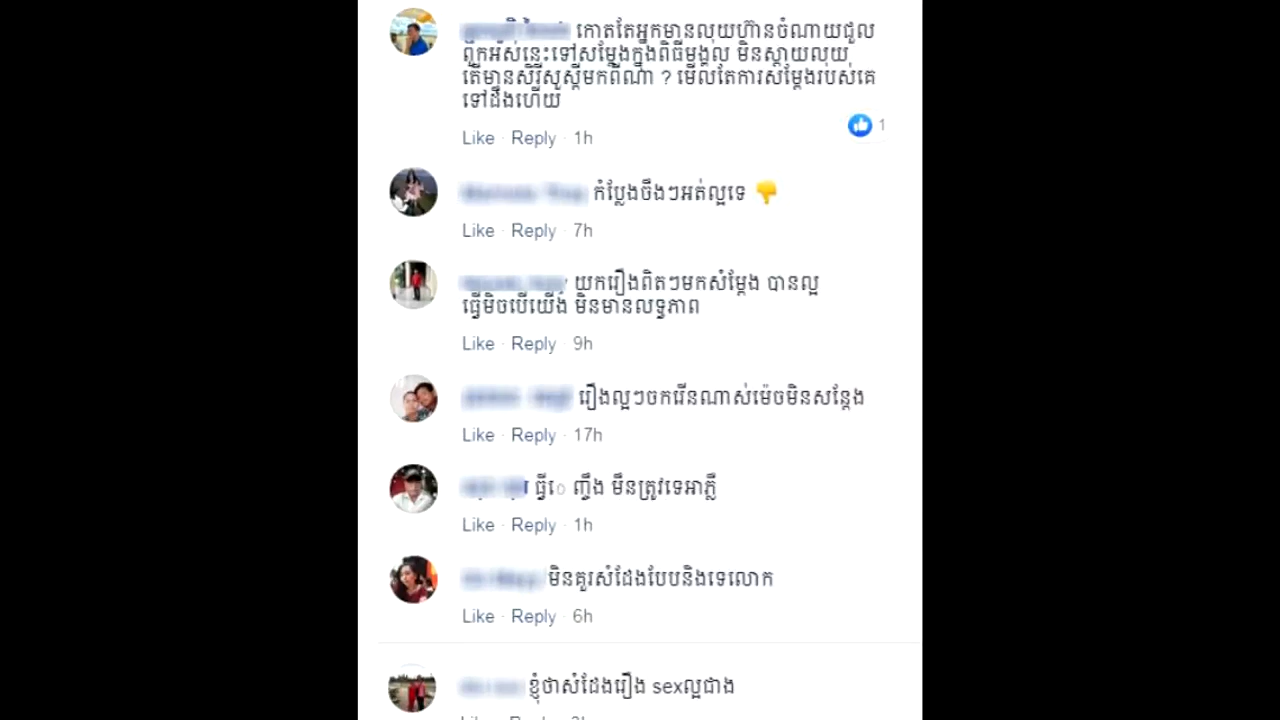 កោតតែអ្នកមានលុយហ៊ានចំណាយជួល
ពួកអស់នេះទៅសម្តែងក្នុងពិធីមង្គល មិនស្តាយលុយ
តើមានសិរីសួស្តីមកពីណា ? មើលតែការសម្តែងរបស់គេ
ទៅដឹងហើយ
1
Like · Reply · 1h
កំប្លែងចឹងៗអត់ល្អទេ 👎
Like · Reply · 7h
យករឿងពិតៗមកសំម្តែង បានល្អ
ធ្វើមិចបើយើង មិនមានលទ្ធភាព
Like · Reply · 9h
រឿងល្អៗចករើនណាស់ម៉េចមិនសន្តែង
Like · Reply · 17h
ញ្ចឹង មឹនត្រូវទេអាភ្លឺ
Like · Reply · 1h
មិនគួរសំដែងបែបនិងទេលោក
Like · Reply · 6h
ខ្ញុំថាសំដែងរឿង sexល្អជាង